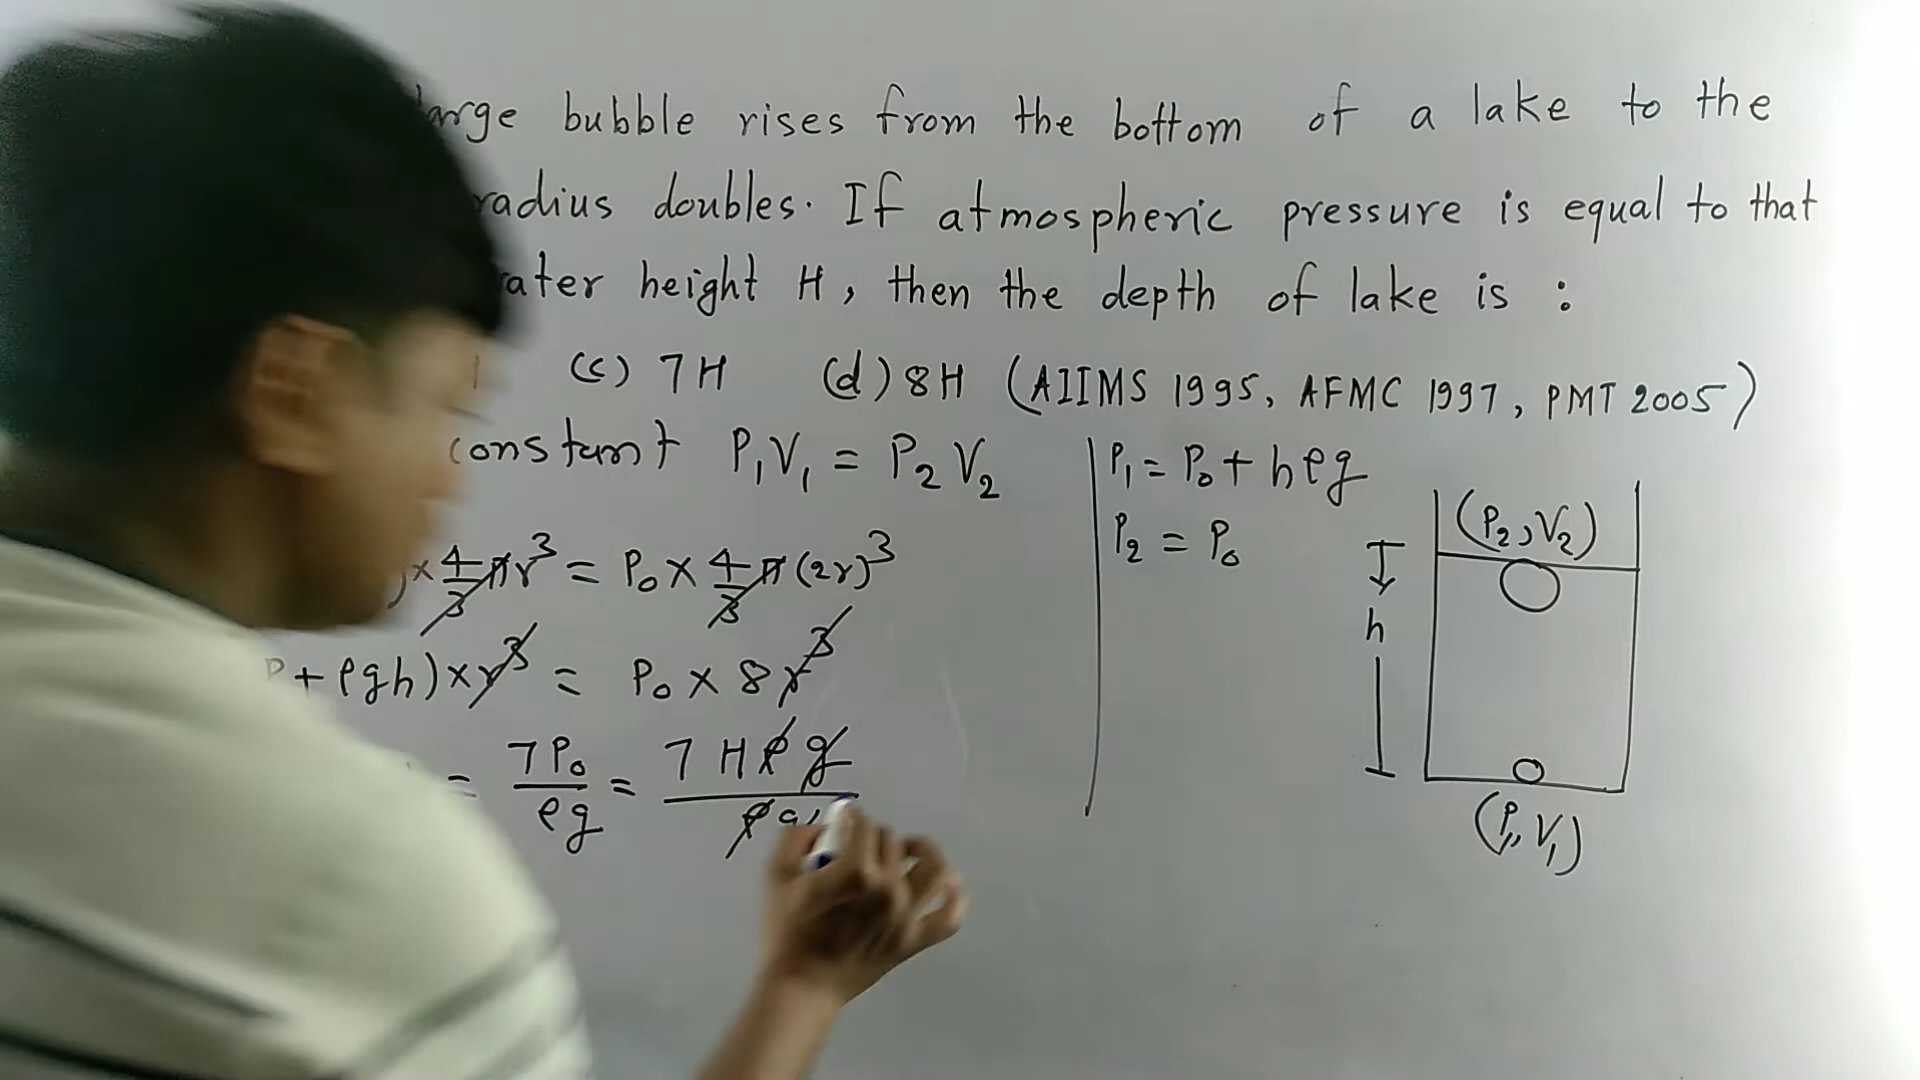 large bubble rises from the bottom of a lake to the
radius doubles. If atmospheric pressure is equal to that
water height H, then the depth of lake is :
(c) 7H (d) 8H (AIIMS 1995, AFMC 1997, PMT 2005)
constant P₁V₁ = P₂V₂
) × 4/3 πr³ = P₀ × 4/3 π(2r)³
P + ρgh) × r³ = P₀ × 8r³
= 7P₀/ρg = 7Hρg/ρg
P₁ = P₀ + hρg
P₂ = P₀
(P₂, V₂)
h
(P₁, V₁)